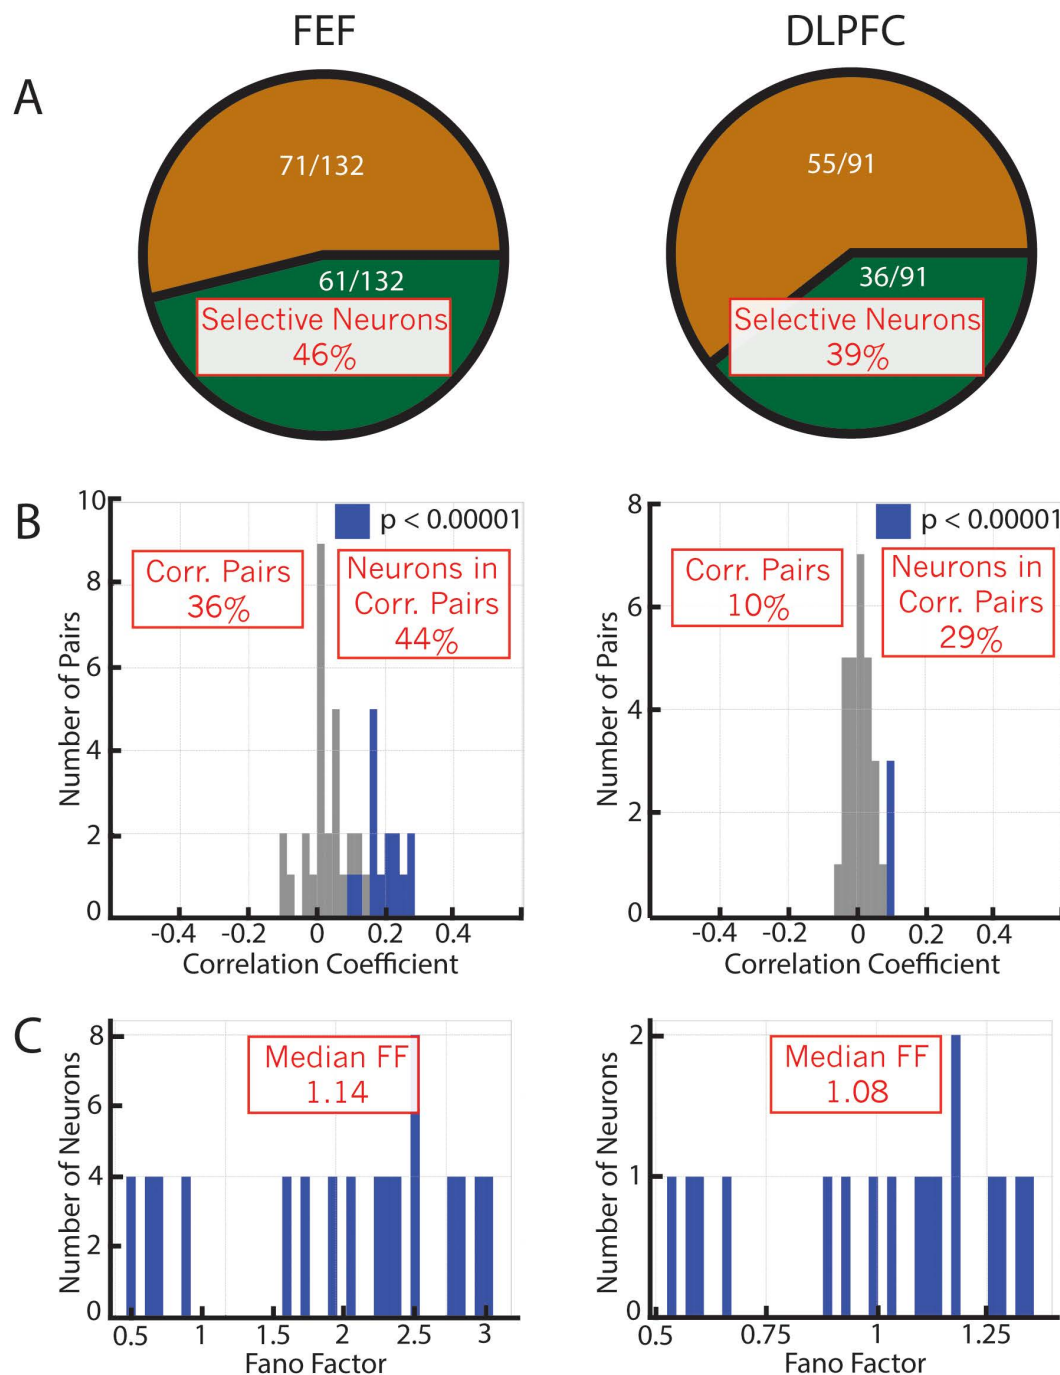 FEF
DLPFC
A
71/132
61/132
Selective Neurons
46%
55/91
36/91
Selective Neurons
39%
B
Number of Pairs
10
8
6
4
2
0
p < 0.00001
Corr. Pairs
36%
Neurons in
Corr. Pairs
44%
-0.4 -0.2 0 0.2 0.4
Correlation Coefficient
Number of Pairs
8
6
4
2
0
p < 0.00001
Corr. Pairs
10%
Neurons in
Corr. Pairs
29%
-0.4 -0.2 0 0.2 0.4
Correlation Coefficient
C
Number of Neurons
8
6
4
2
0
Median FF
1.14
0.5 1 1.5 2 2.5 3
Fano Factor
Number of Neurons
2
1
0
Median FF
1.08
0.5 0.75 1 1.25
Fano Factor